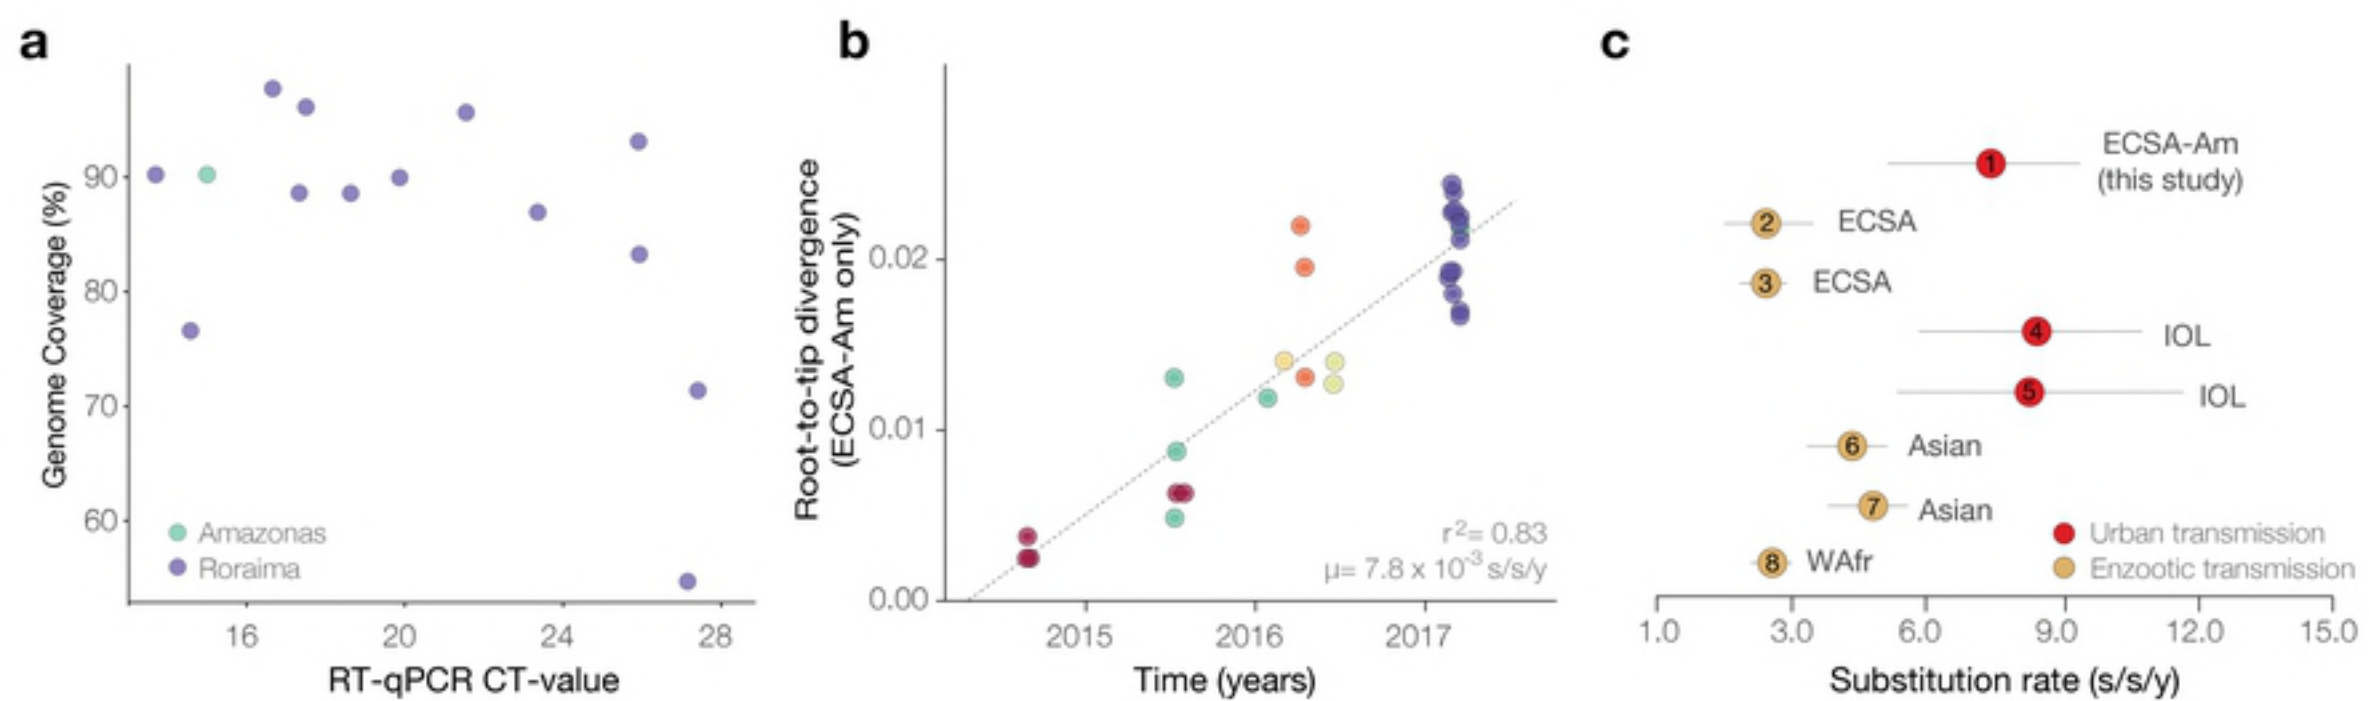 a
Genome Coverage (%)
90
80
70
60
Amazonas
Roraima
16 20 24 28
RT-qPCR CT-value
b
Root-to-tip divergence
(ECSA-Am only)
0.02
0.01
0.00
r²= 0.83
μ= 7.8 x 10⁻³ s/s/y
2015 2016 2017
Time (years)
c
1 ECSA-Am
(this study)
2 ECSA
3 ECSA
4 IOL
5 IOL
6 Asian
7 Asian
8 WAfr
Urban transmission
Enzootic transmission
1.0 3.0 6.0 9.0 12.0 15.0
Substitution rate (s/s/y)